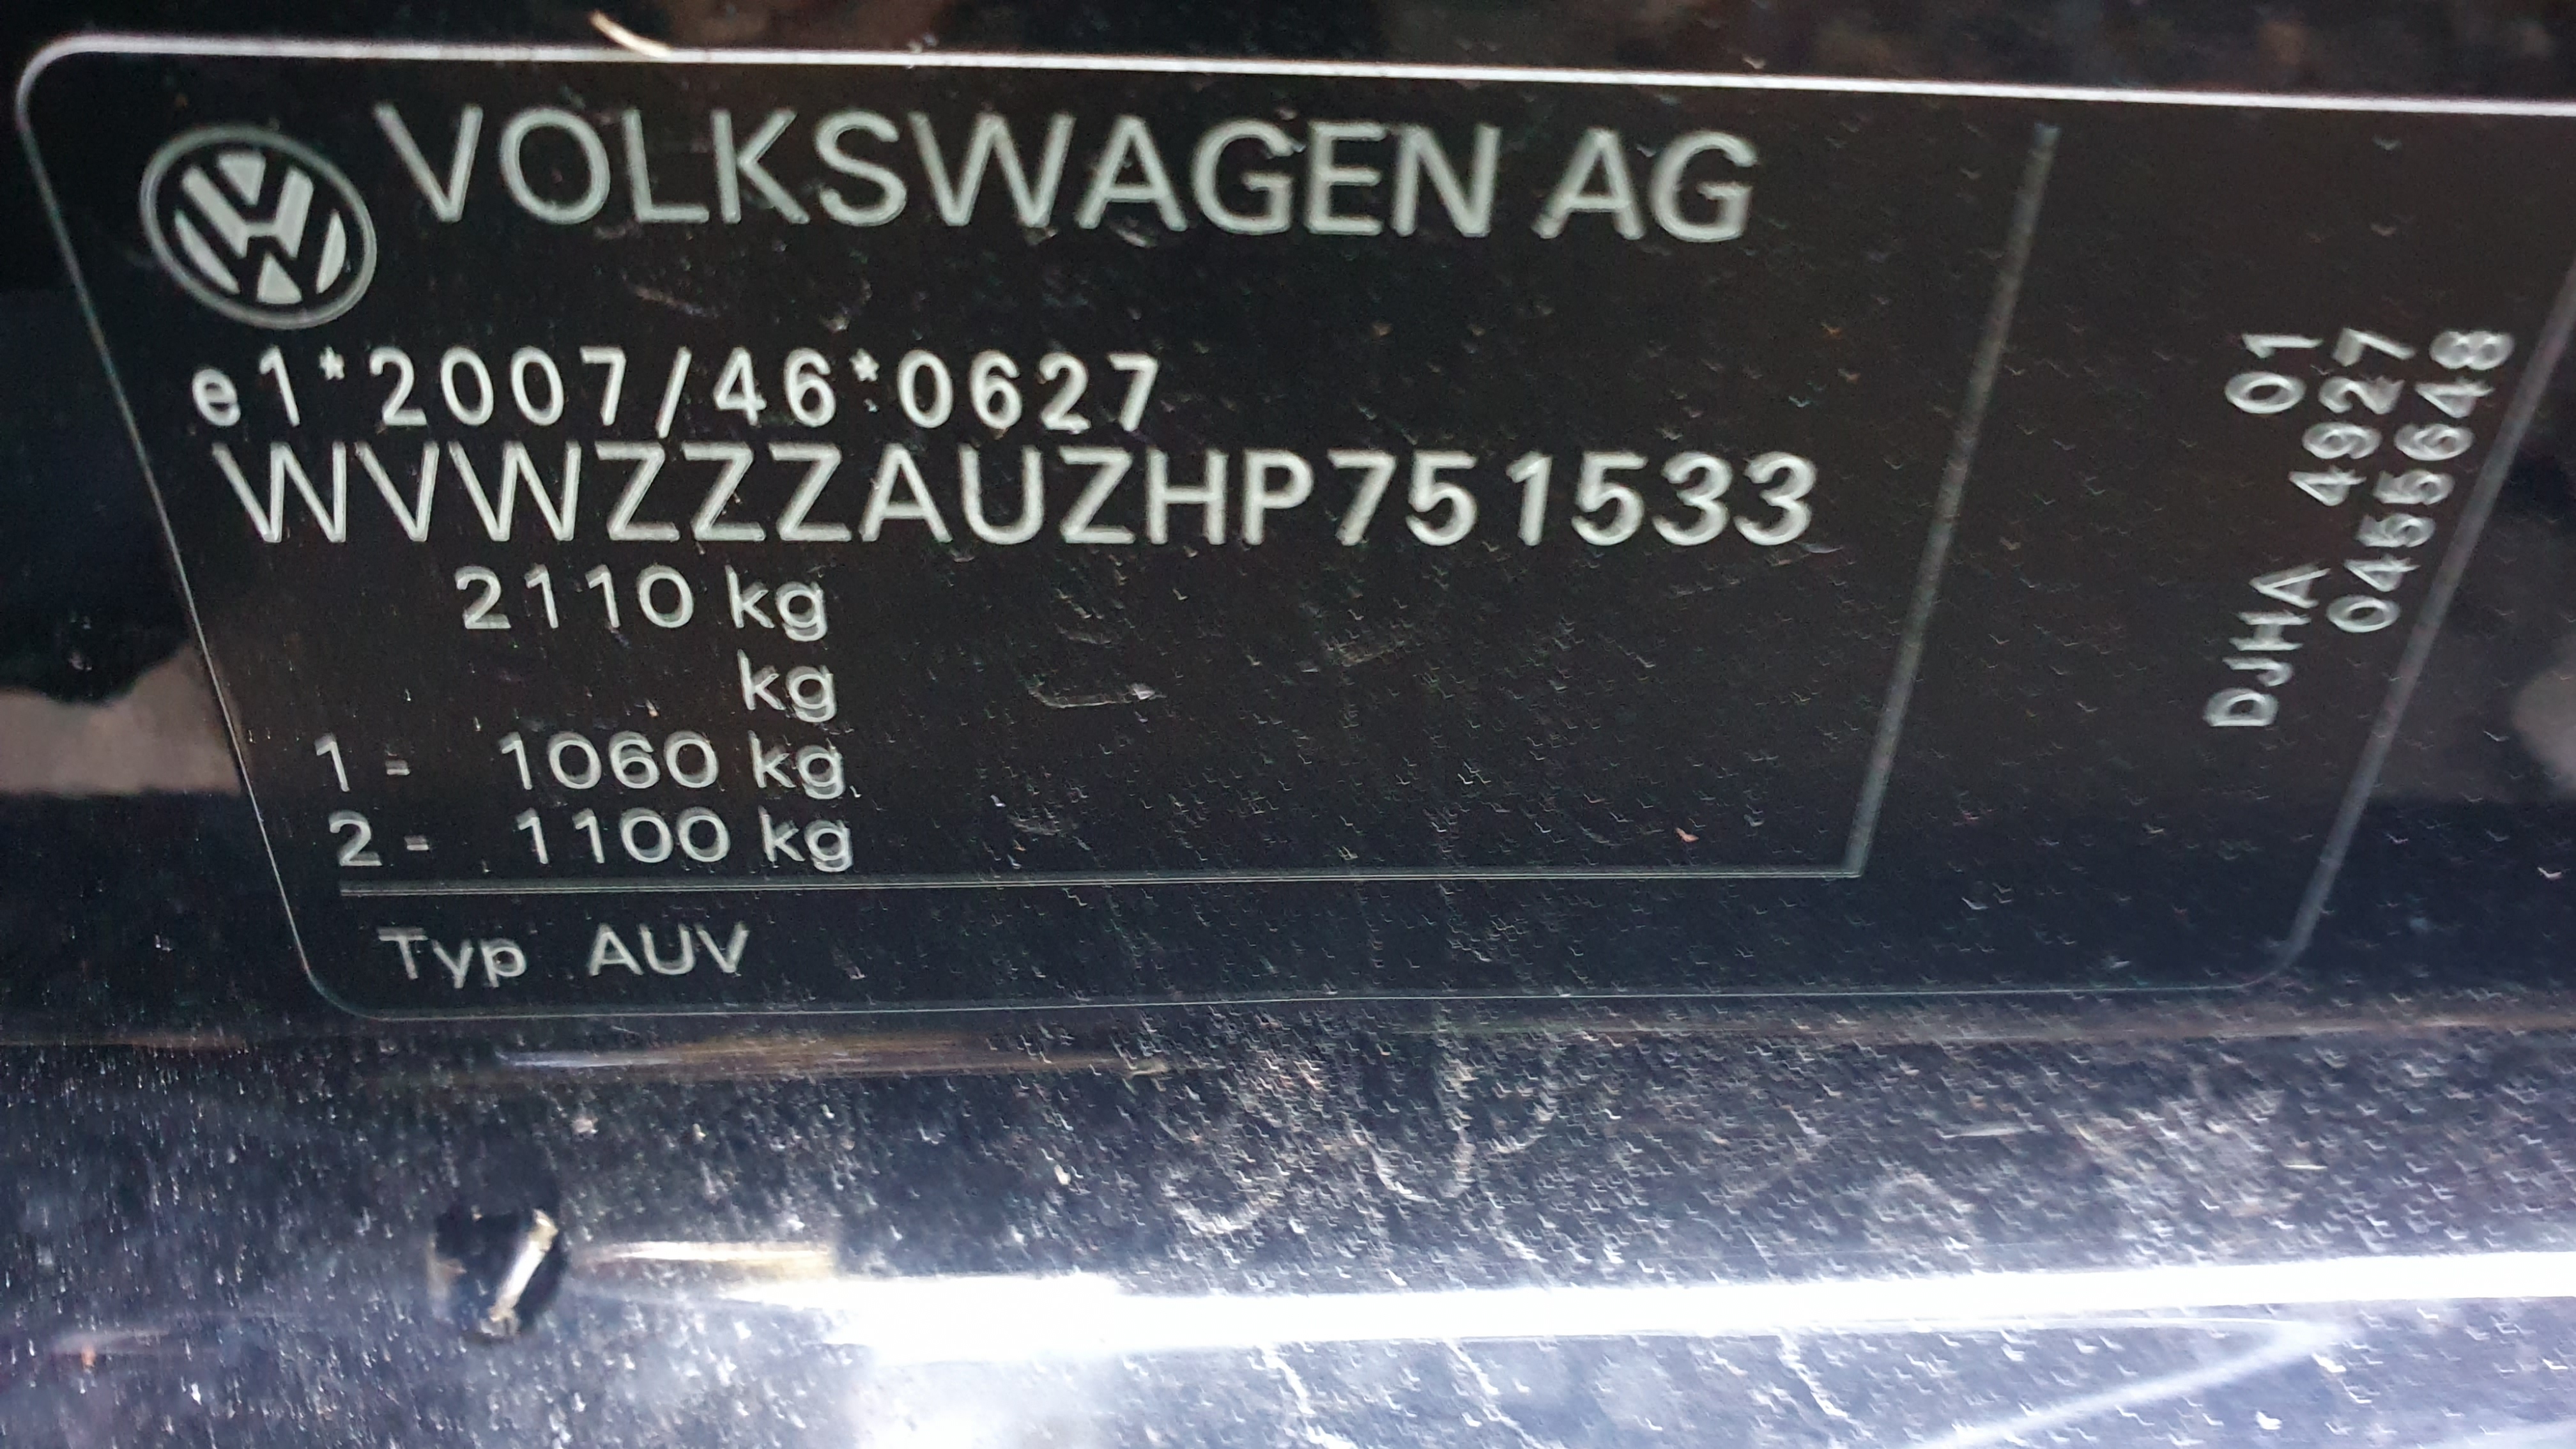 VOLKSWAGEN AG
e1*2007/46*0627
WVWZZZAUZHP751533
2110 kg
kg
1 - 1060 kg
2 - 1100 kg
Typ AUV
DJHA 4927 01
0455648